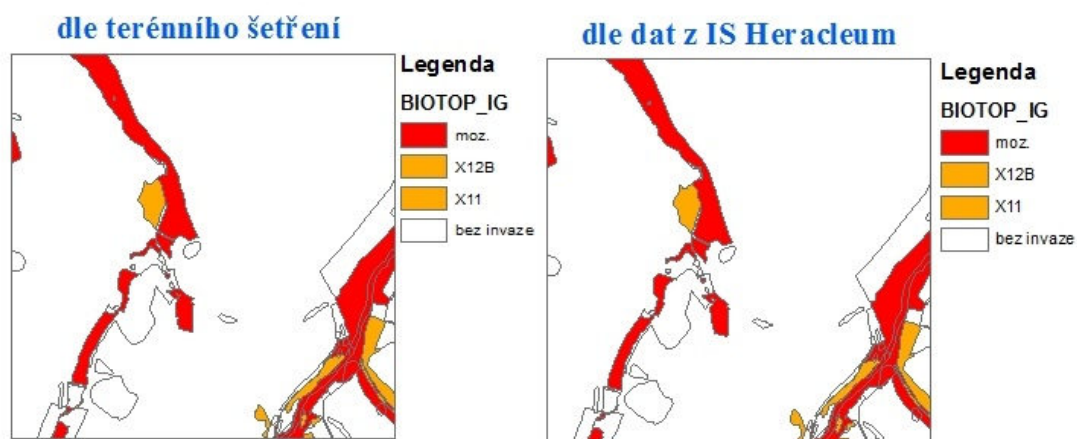 dle terénního šetření
Legenda
BIOTOP_IG
moz.
X12B
X11
bez invaze
dle dat z IS Heracleum
Legenda
BIOTOP_IG
moz.
X12B
X11
bez invaze